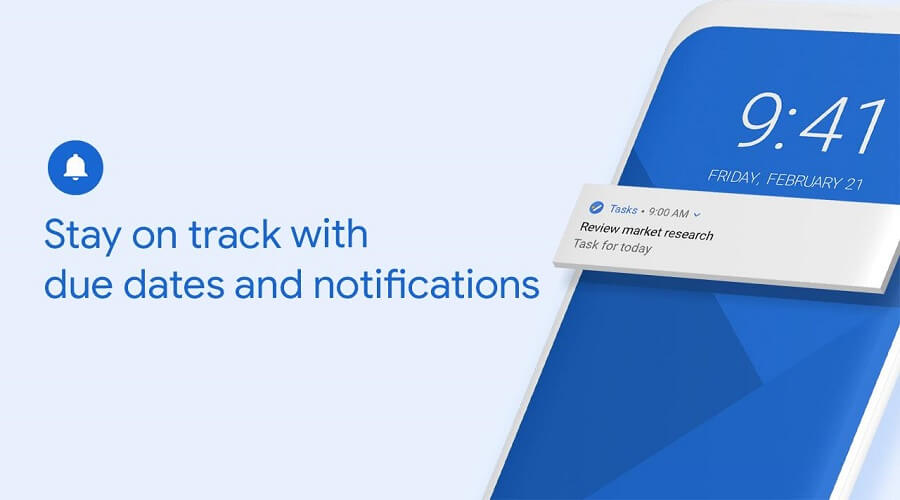 Stay on track with
due dates and notifications
9:41
FRIDAY, FEBRUARY 21
Tasks • 9:00 AM
Review market research
Task for today